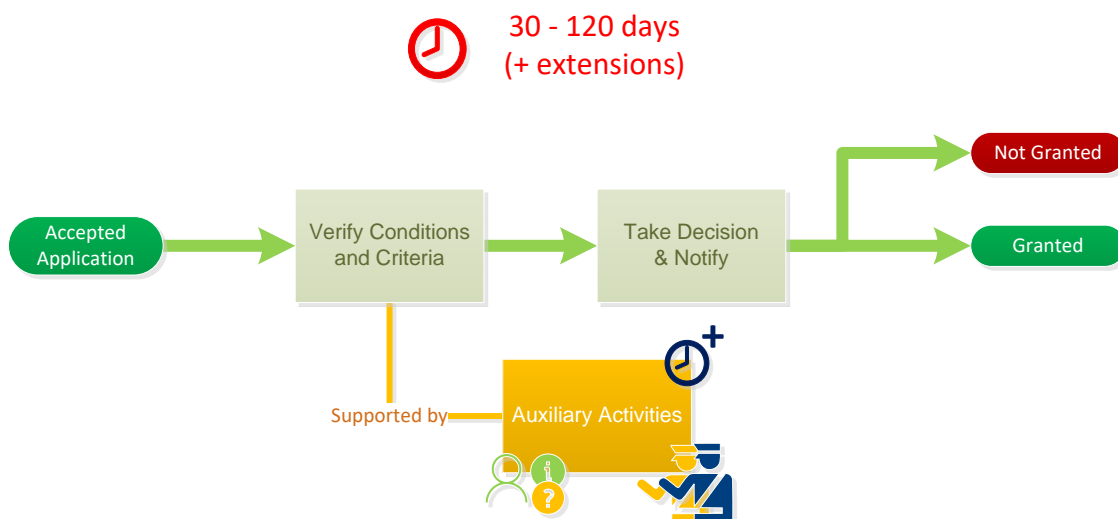 30 - 120 days
(+ extensions)
Not Granted
Accepted
Application
Verify Conditions
and Criteria
Take Decision
& Notify
Granted
Supported by
Auxiliary Activities
i
?